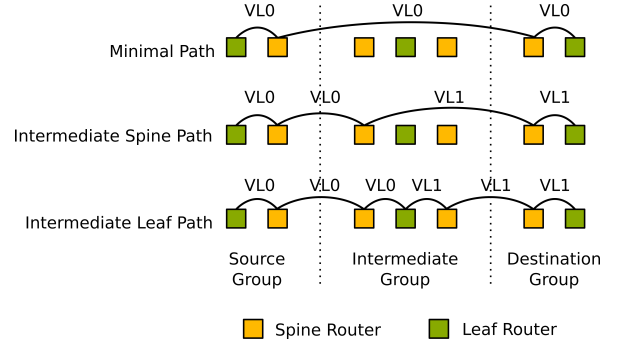 VL0 VL0 VL0
Minimal Path
VL0 VL0 VL1 VL1
Intermediate Spine Path
VL0 VL0 VL0 VL1 VL1 VL1
Intermediate Leaf Path
Source Intermediate Destination
Group Group Group
Spine Router Leaf Router